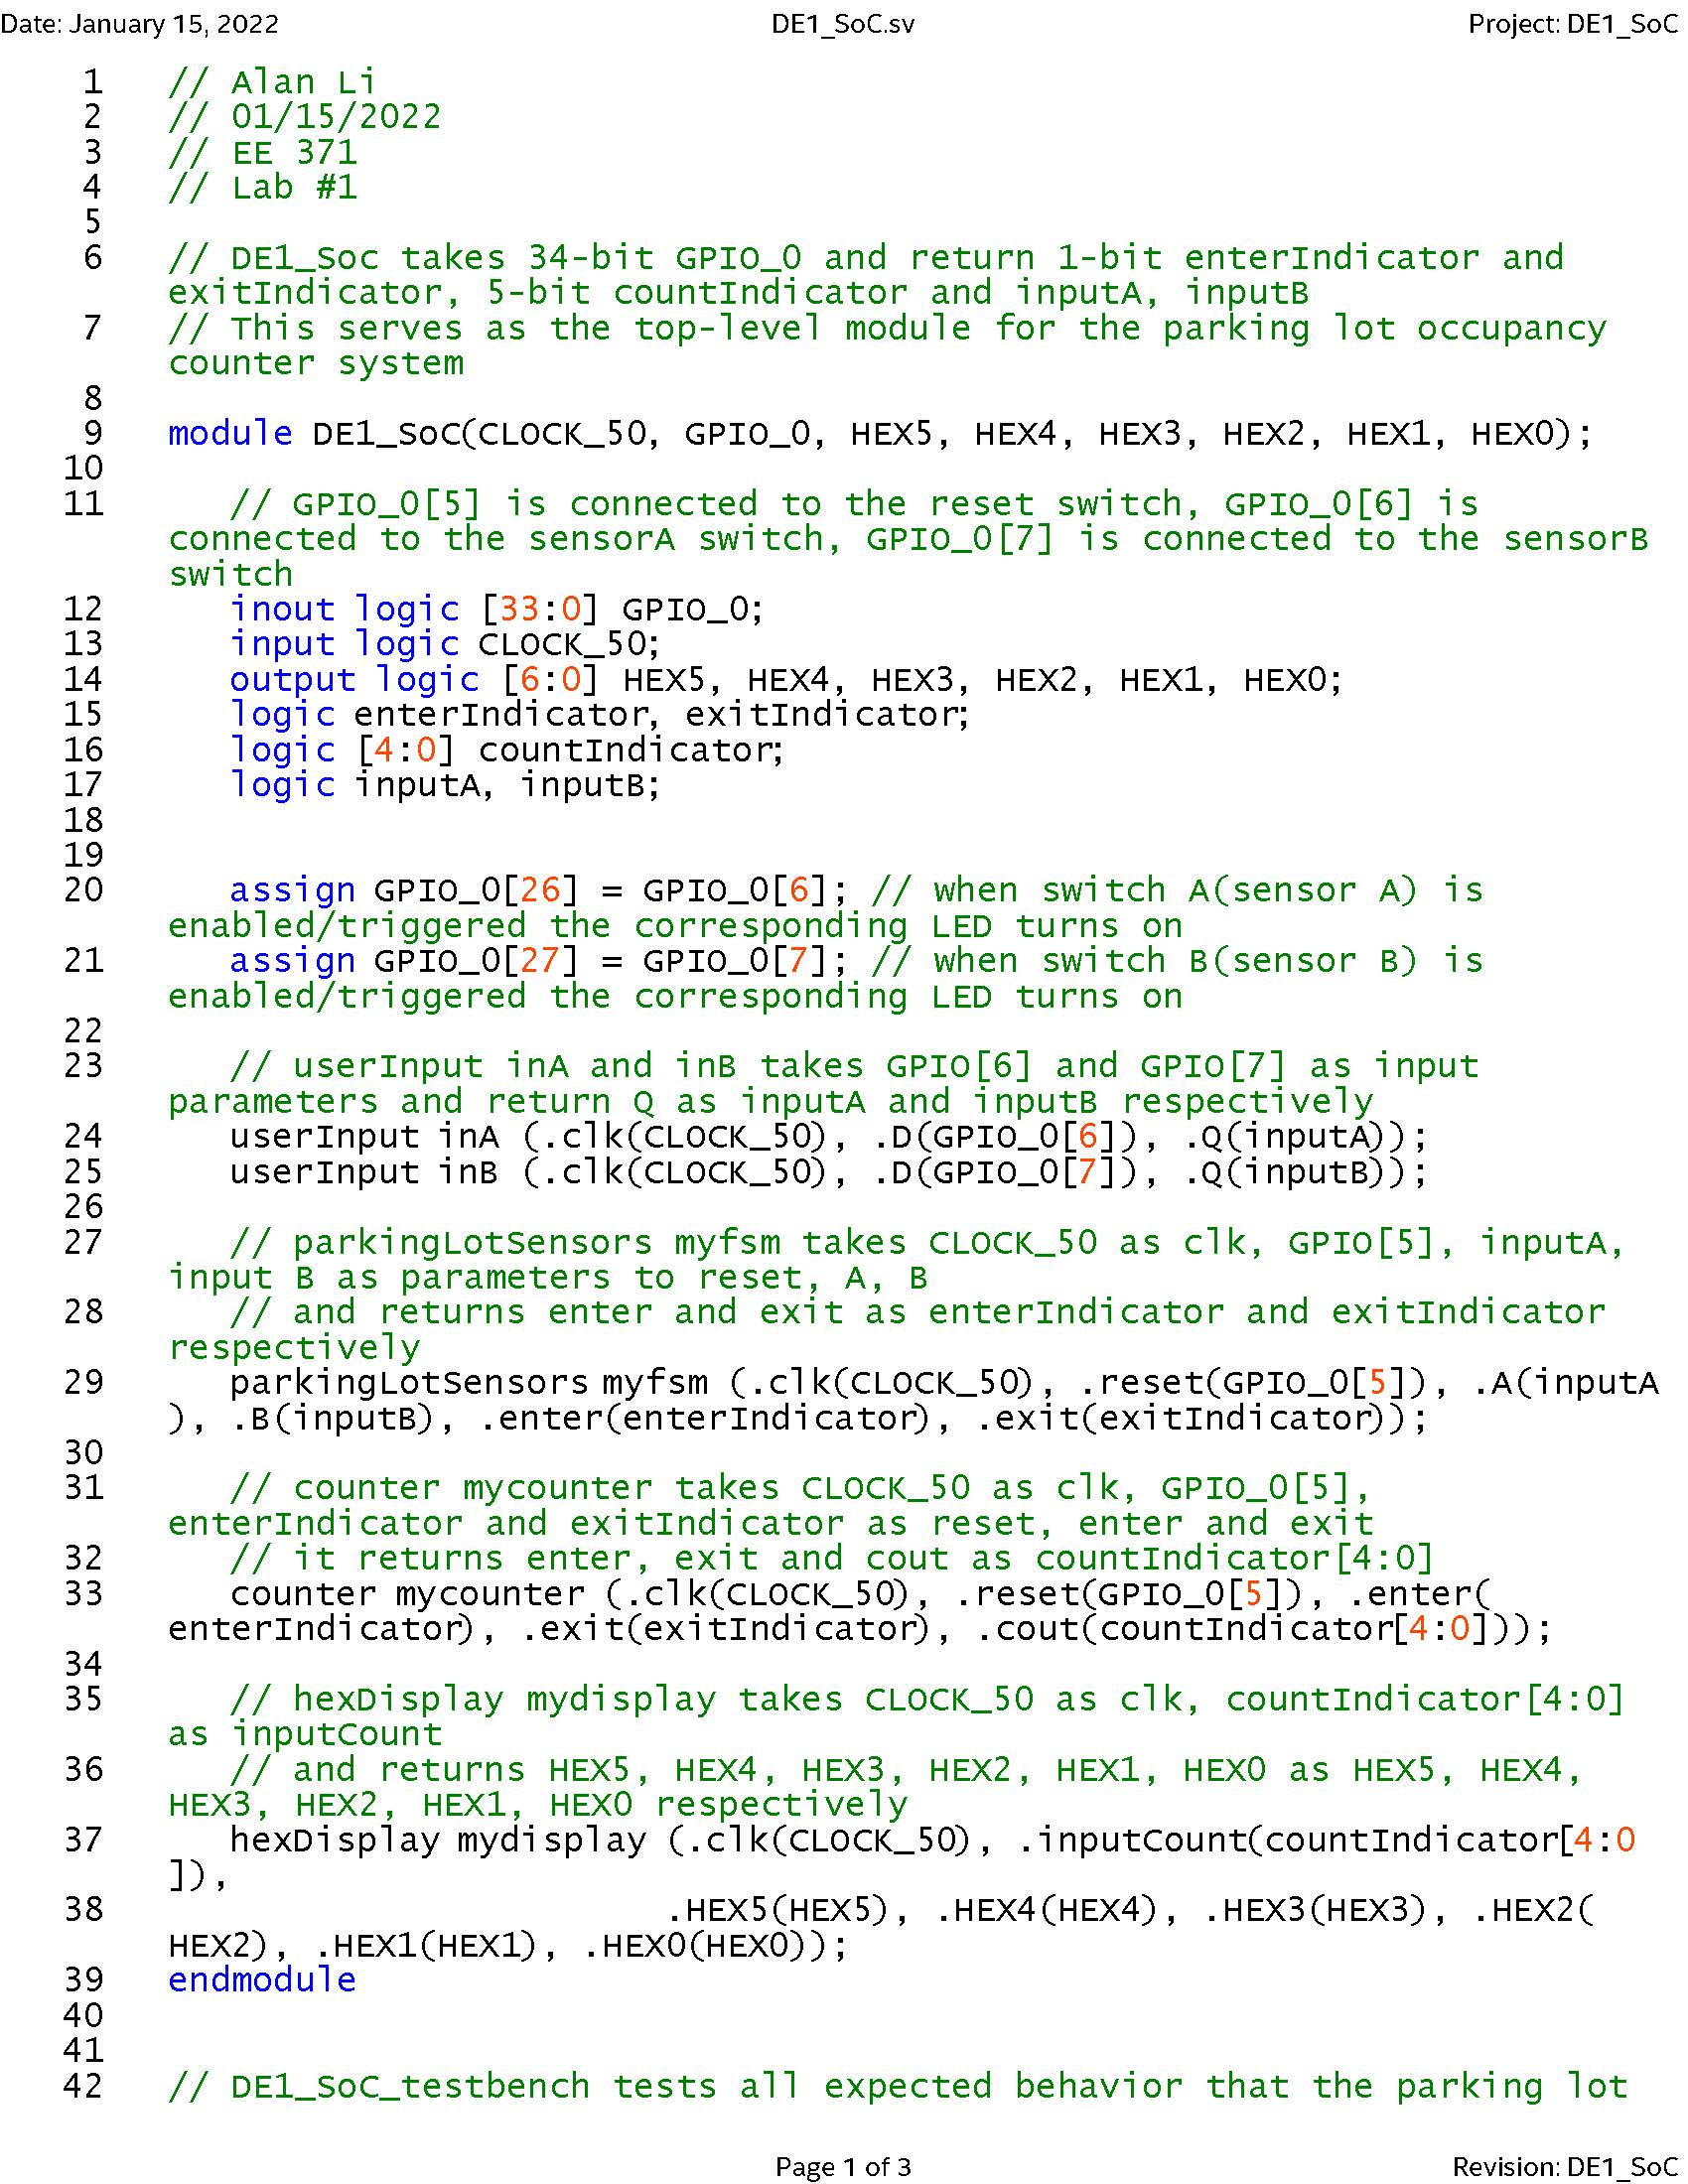 Date: January 15, 2022 DE1_SoC.sv Project: DE1_SoC
1 // Alan Li
2 // 01/15/2022
3 // EE 371
4 // Lab #1
5
6 // DE1_Soc takes 34-bit GPIO_0 and return 1-bit enterIndicator and
exitIndicator, 5-bit countIndicator and inputA, inputB
7 // This serves as the top-level module for the parking lot occupancy
counter system
8
9 module DE1_SoC(CLOCK_50, GPIO_0, HEX5, HEX4, HEX3, HEX2, HEX1, HEX0);
10
11 // GPIO_0[5] is connected to the reset switch, GPIO_0[6] is
connected to the sensorA switch, GPIO_0[7] is connected to the sensorB
switch
12 inout logic [33:0] GPIO_0;
13 input logic CLOCK_50;
14 output logic [6:0] HEX5, HEX4, HEX3, HEX2, HEX1, HEX0;
15 logic enterIndicator, exitIndicator;
16 logic [4:0] countIndicator;
17 logic inputA, inputB;
18
19
20 assign GPIO_0[26] = GPIO_0[6]; // when switch A(sensor A) is
enabled/triggered the corresponding LED turns on
21 assign GPIO_0[27] = GPIO_0[7]; // when switch B(sensor B) is
enabled/triggered the corresponding LED turns on
22
23 // userInput inA and inB takes GPIO[6] and GPIO[7] as input
parameters and return Q as inputA and inputB respectively
24 userInput inA (.clk(CLOCK_50), .D(GPIO_0[6]), .Q(inputA));
25 userInput inB (.clk(CLOCK_50), .D(GPIO_0[7]), .Q(inputB));
26
27 // parkingLotSensors myfsm takes CLOCK_50 as clk, GPIO[5], inputA,
input B as parameters to reset, A, B
28 // and returns enter and exit as enterIndicator and exitIndicator
respectively
29 parkingLotSensors myfsm (.clk(CLOCK_50), .reset(GPIO_0[5]), .A(inputA
), .B(inputB), .enter(enterIndicator), .exit(exitIndicator));
30
31 // counter mycounter takes CLOCK_50 as clk, GPIO_0[5],
enterIndicator and exitIndicator as reset, enter and exit
32 // it returns enter, exit and cout as countIndicator[4:0]
33 counter mycounter (.clk(CLOCK_50), .reset(GPIO_0[5]), .enter(
enterIndicator), .exit(exitIndicator), .cout(countIndicator[4:0]));
34
35 // hexDisplay mydisplay takes CLOCK_50 as clk, countIndicator[4:0]
as inputCount
36 // and returns HEX5, HEX4, HEX3, HEX2, HEX1, HEX0 as HEX5, HEX4,
HEX3, HEX2, HEX1, HEX0 respectively
37 hexDisplay mydisplay (.clk(CLOCK_50), .inputCount(countIndicator[4:0
]),
38 .HEX5(HEX5), .HEX4(HEX4), .HEX3(HEX3), .HEX2(
HEX2), .HEX1(HEX1), .HEX0(HEX0));
39 endmodule
40
41
42 // DE1_SoC_testbench tests all expected behavior that the parking lot
Page 1 of 3 Revision: DE1_SoC